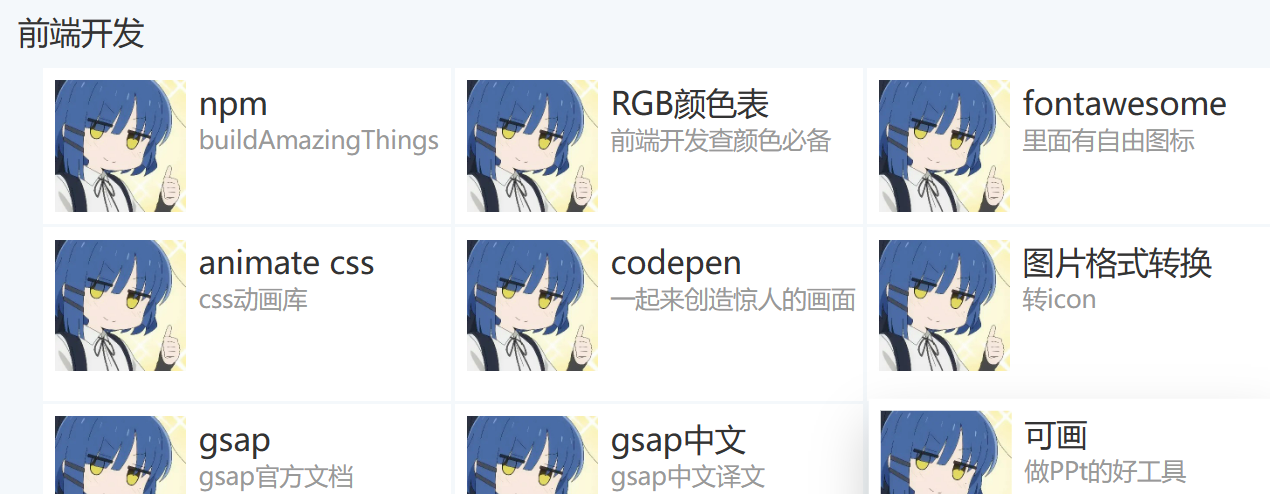 前端开发
npm
buildAmazingThings
RGB颜色表
前端开发查颜色必备
fontawesome
里面有自由图标
animate css
css动画库
codepen
一起来创造惊人的画面
图片格式转换
转icon
gsap
gsap官方文档
gsap中文
gsap中文译文
可画
做PPt的好工具